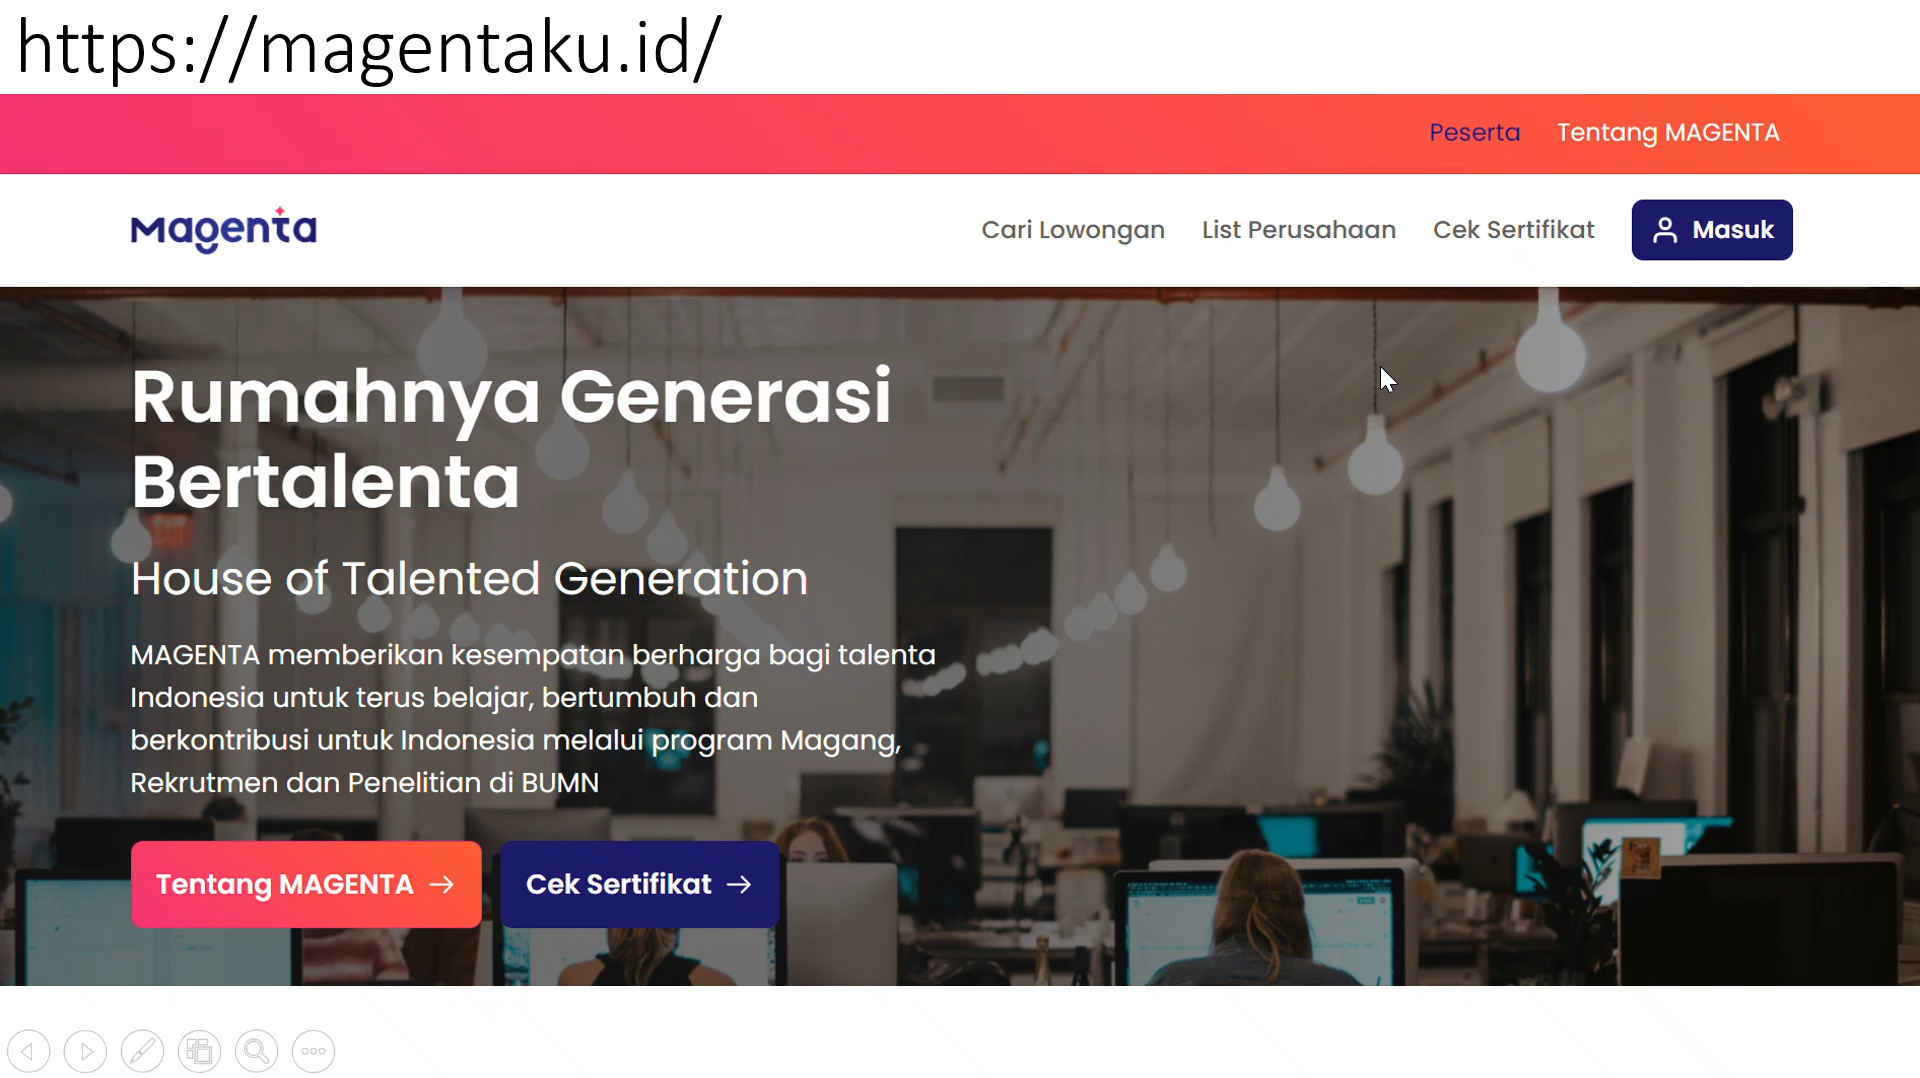 https://magentaku.id/
Peserta Tentang MAGENTA
Magenta Cari Lowongan List Perusahaan Cek Sertifikat Masuk
Rumahnya Generasi
Bertalenta
House of Talented Generation
MAGENTA memberikan kesempatan berharga bagi talenta
Indonesia untuk terus belajar, bertumbuh dan
berkontribusi untuk Indonesia melalui program Magang,
Rekrutmen dan Penelitian di BUMN
Tentang MAGENTA → Cek Sertifikat →